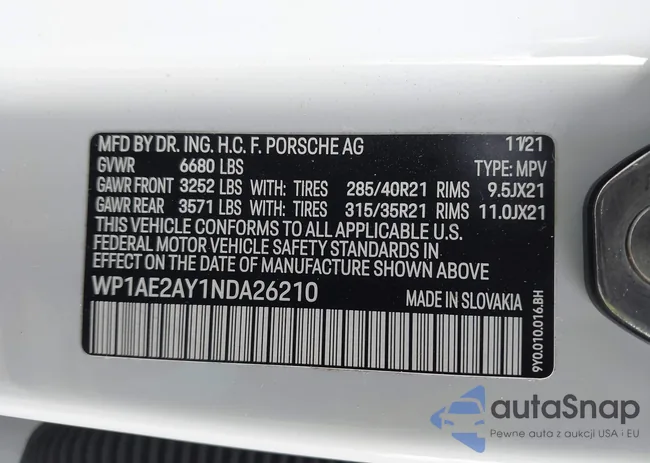 MFD BY DR. ING. H.C. F. PORSCHE AG 11/21
GVWR 6680 LBS TYPE: MPV
GAWR FRONT 3252 LBS WITH: TIRES 285/40R21 RIMS 9.5JX21
GAWR REAR 3571 LBS WITH: TIRES 315/35R21 RIMS 11.0JX21
THIS VEHICLE CONFORMS TO ALL APPLICABLE U.S.
FEDERAL MOTOR VEHICLE SAFETY STANDARDS IN
EFFECT ON THE DATE OF MANUFACTURE SHOWN ABOVE.
WP1AE2AY1NDA26210 MADE IN SLOVAKIA
9Y0.010.016.BH
autaSnap
Pewne auta z aukcji USA i EU